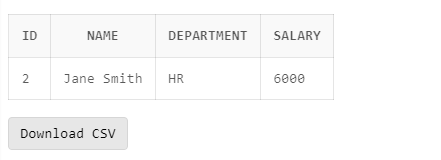 ID NAME DEPARTMENT SALARY
2 Jane Smith HR 6000
Download CSV